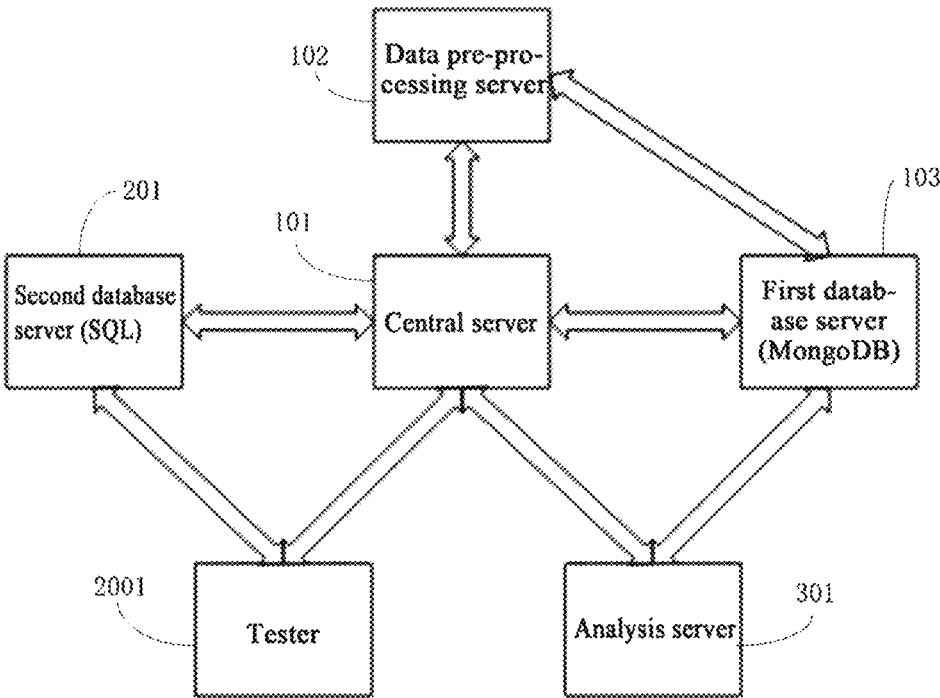 102
Data pre-pro-
cessing server
201
101
103
Second database
server (SQL)
Central server
First datab-
ase server
(MongoDB)
2001
Tester
Analysis server
301